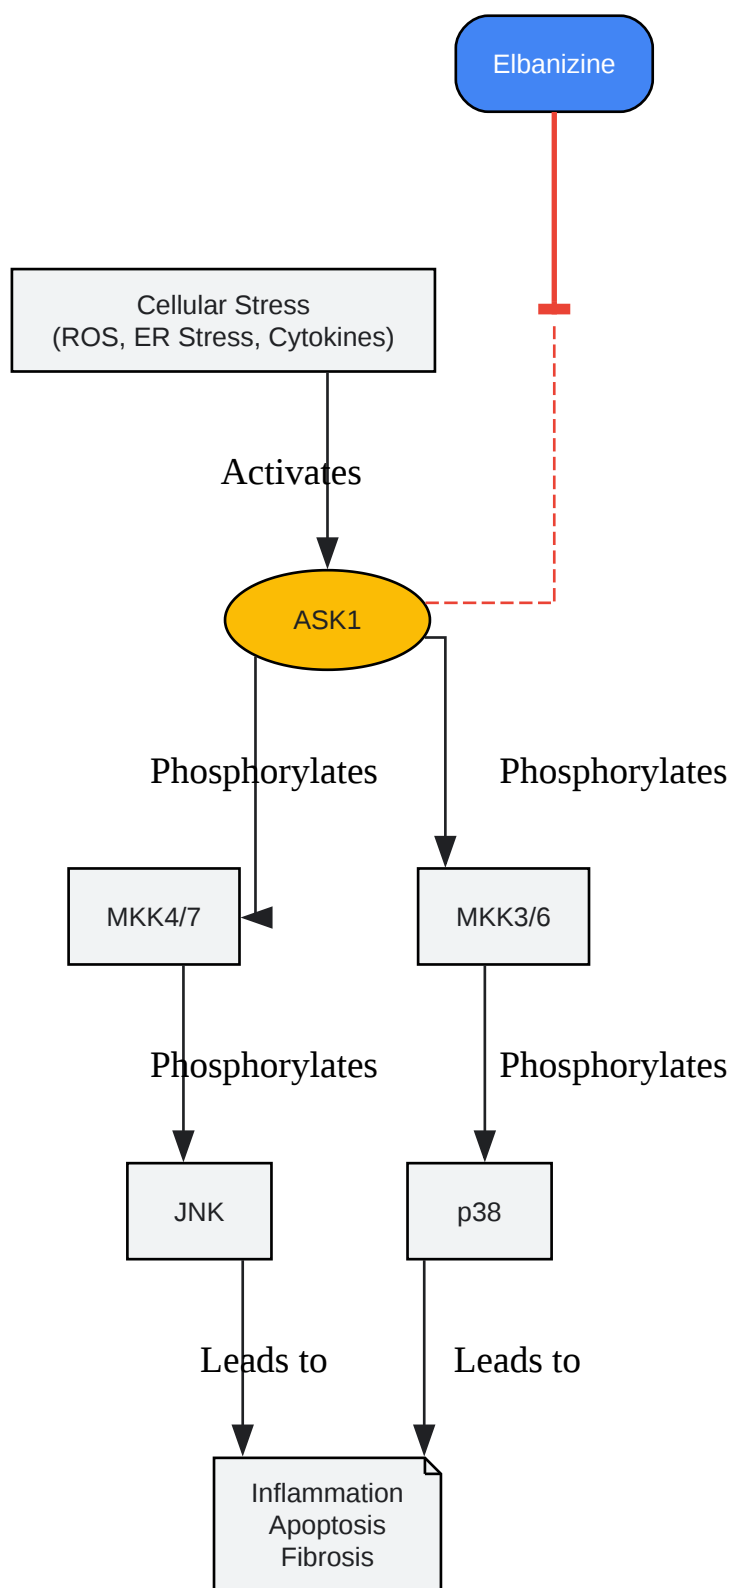 Elbanizine
Cellular Stress
(ROS, ER Stress, Cytokines)
Activates
ASK1
Phosphorylates
Phosphorylates
MKK4/7
MKK3/6
Phosphorylates
Phosphorylates
JNK
p38
Leads to
Leads to
Inflammation
Apoptosis
Fibrosis